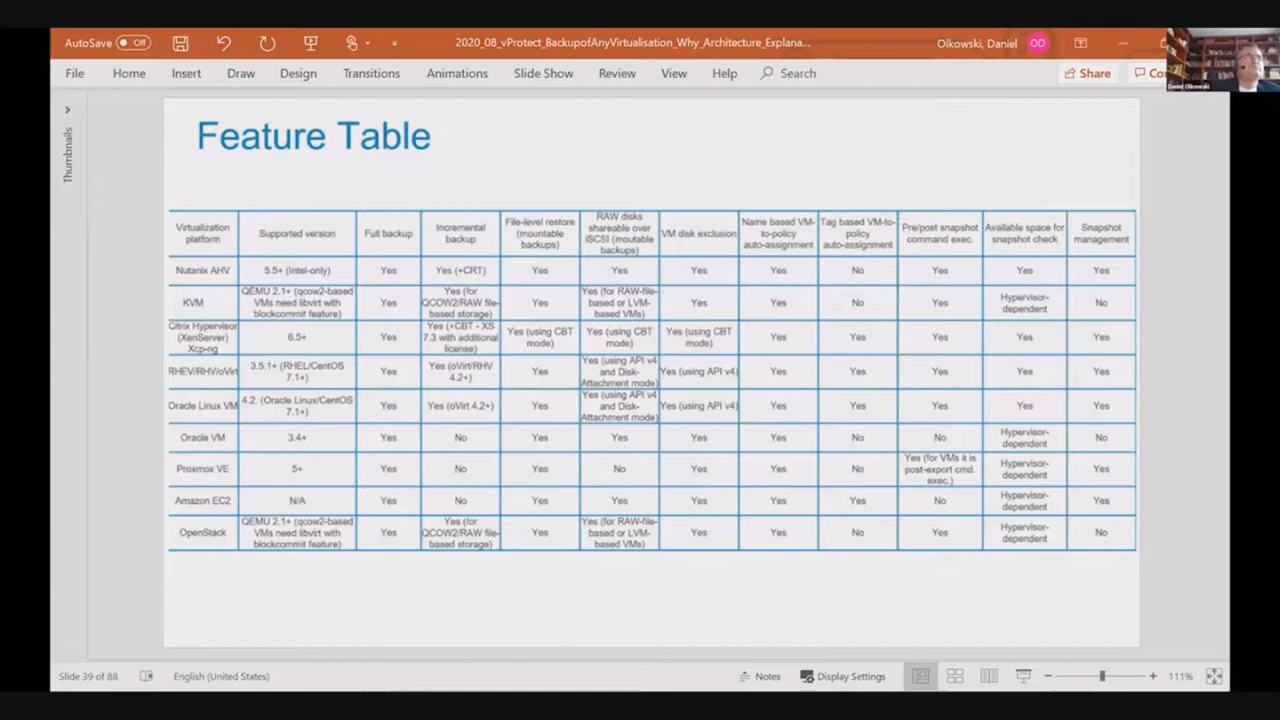 AutoSave Off 2020_08_vProtect_BackupofAnyVirtualisation_Why_Architecture_Explana... Olkowski, Daniel OD
File Home Insert Draw Design Transitions Animations Slide Show Review View Help Search Share
Daniel Olkowski
Thumbnails
Feature Table
Virtualization platform Supported version Full backup Incremental backup File-level restore (mountable backups) RAW disks shareable over iSCSI (moutable backups) VM disk exclusion Name based VM-to-policy auto-assignment Tag based VM-to-policy auto-assignment Pre/post snapshot command exec. Available space for snapshot check Snapshot management
Nutanix AHV 5.5+ (Intel-only) Yes Yes (+CRT) Yes Yes Yes Yes No Yes Yes Yes
KVM QEMU 2.1+ (qcow2-based VMs need libvirt with blockcommit feature) Yes Yes (for QCOW2/RAW file-based storage) Yes Yes (for RAW-file-based or LVM-based VMs) Yes Yes No Yes Hypervisor-dependent No
Citrix Hypervisor (XenServer) Xcp-ng 6.5+ Yes Yes (+CBT - XS 7.3 with additional license) Yes (using CBT mode) Yes (using CBT mode) Yes (using CBT mode) Yes Yes Yes Yes Yes
RHEV/RHV/oVirt 3.5.1+ (RHEL/CentOS 7.1+) Yes Yes (oVirt/RHV 4.2+) Yes Yes (using API v4 and Disk-Attachment mode) Yes (using API v4) Yes Yes Yes Yes Yes
Oracle Linux VM 4.2. (Oracle Linux/CentOS 7.1+) Yes Yes (oVirt 4.2+) Yes Yes (using API v4 and Disk-Attachment mode) Yes (using API v4) Yes Yes Yes Yes Yes
Oracle VM 3.4+ Yes No Yes Yes Yes Yes No No Hypervisor-dependent No
Proxmox VE 5+ Yes No Yes No Yes Yes No Yes (for VMs it is post-export cmd. exec.) Hypervisor-dependent Yes
Amazon EC2 N/A Yes No Yes Yes Yes Yes Yes No Hypervisor-dependent Yes
OpenStack QEMU 2.1+ (qcow2-based VMs need libvirt with blockcommit feature) Yes Yes (for QCOW2/RAW file-based storage) Yes Yes (for RAW-file-based or LVM-based VMs) Yes Yes No Yes Hypervisor-dependent No
Slide 39 of 88 English (United States) Notes Display Settings 111%